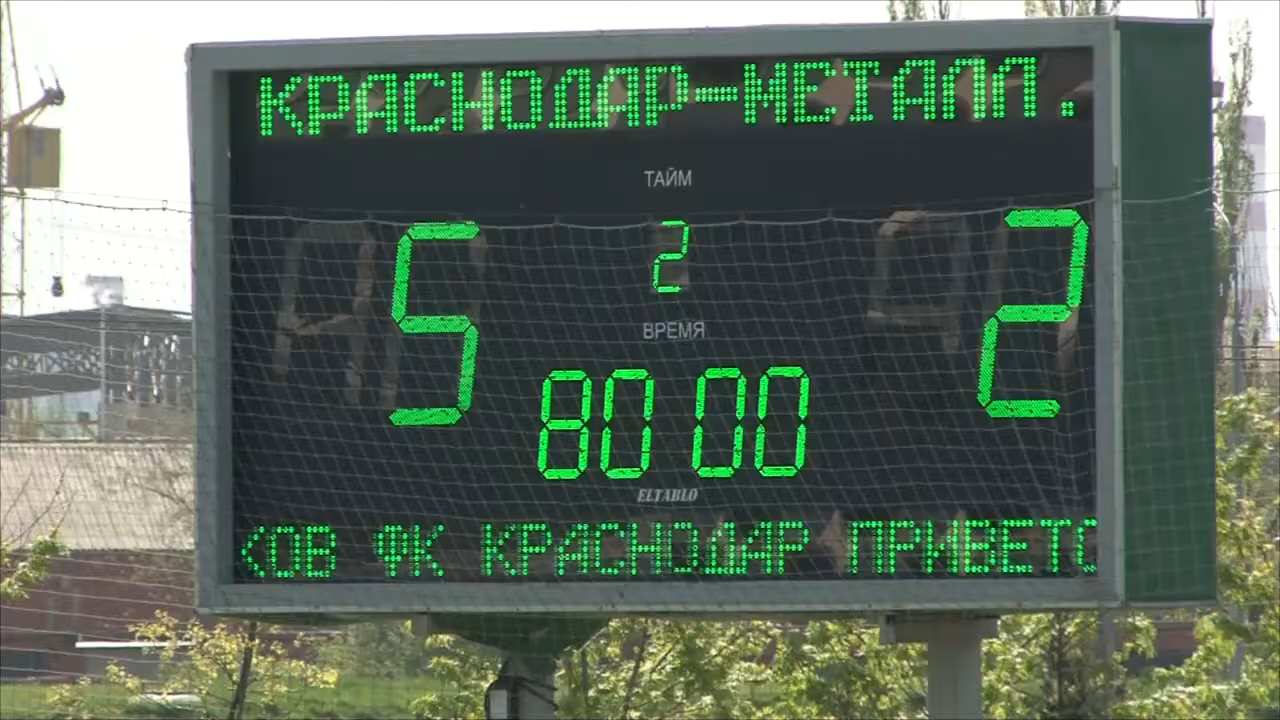 КРАСНОДАР-МЕТАЛЛ.
ТАЙМ
5 2 2
ВРЕМЯ
80 00
ELTABLO
КОВ ФК КРАСНОДАР ПРИВЕТС